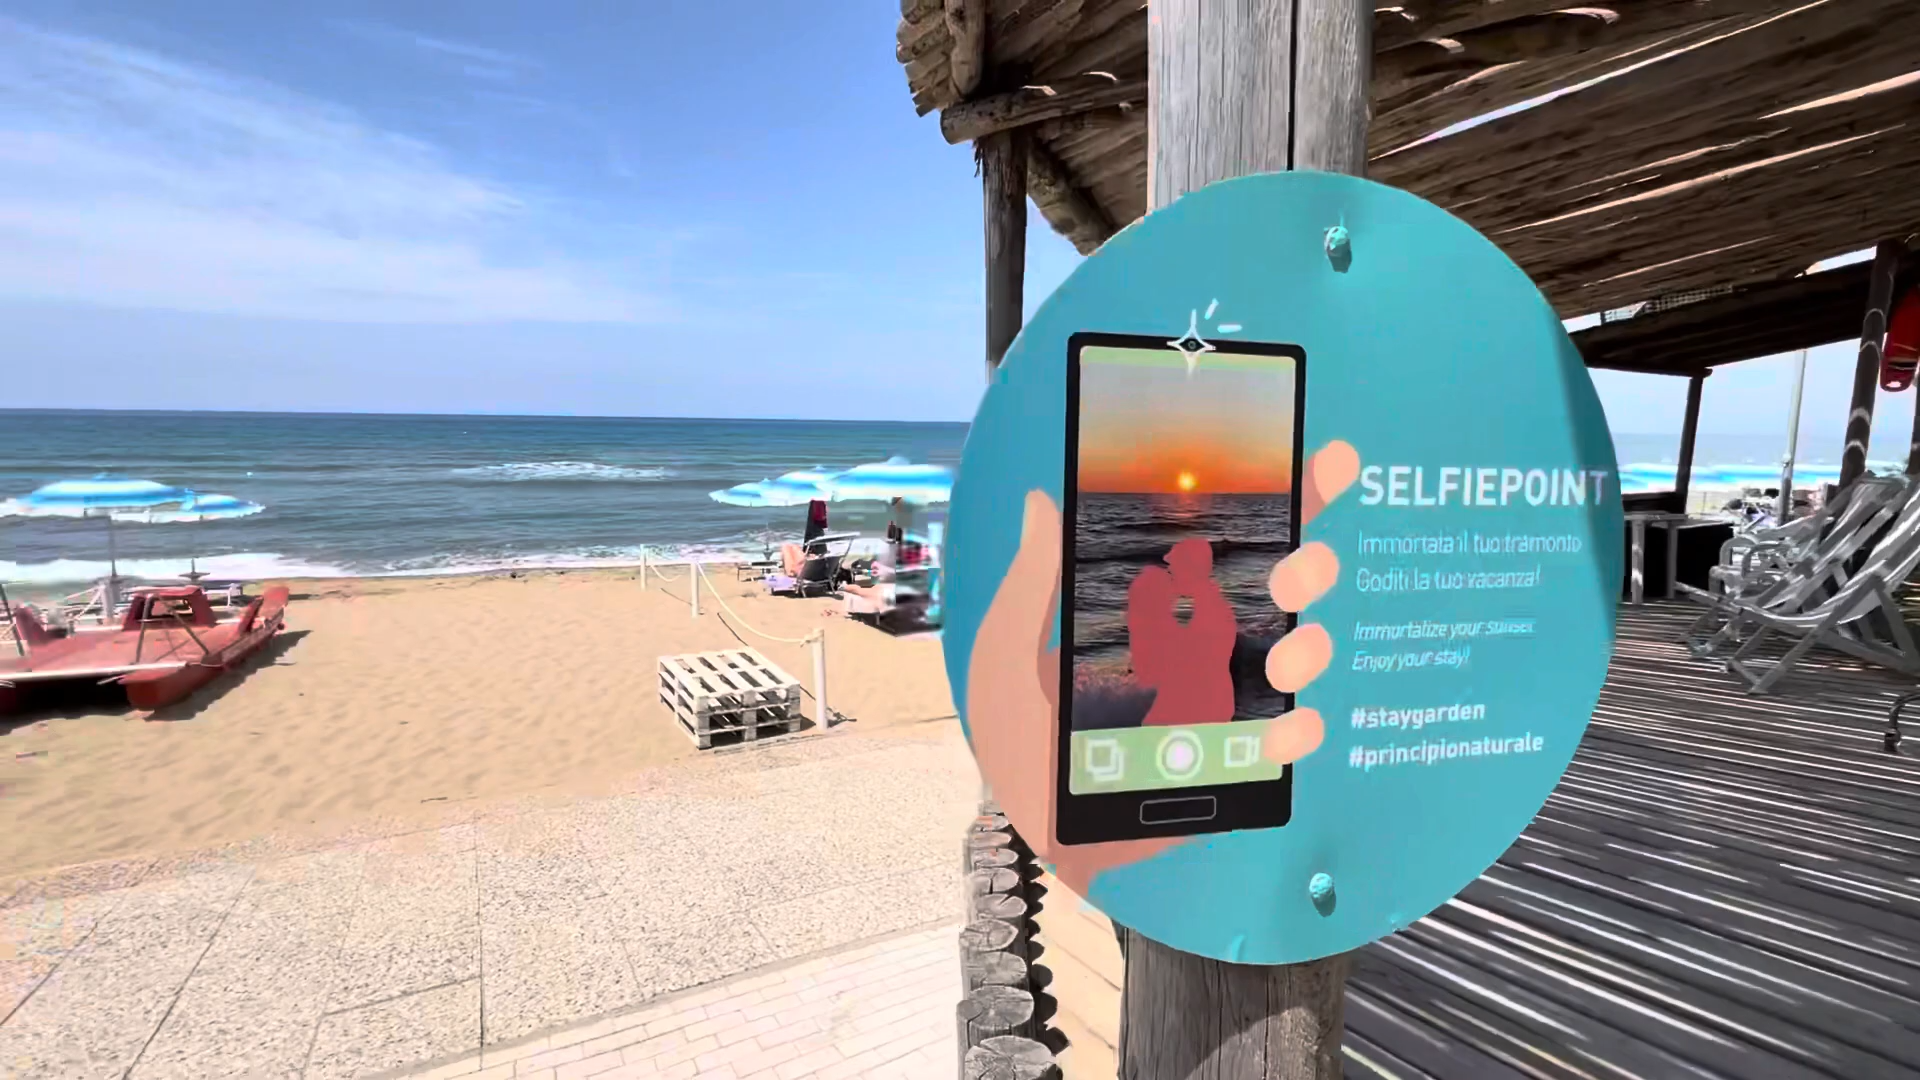 SELFIEPOINT
Immortala il tuo tramonto
Goditi la tua vacanza!
Immortalize your sunset
Enjoy your stay!
#staygarden
#principionaturale